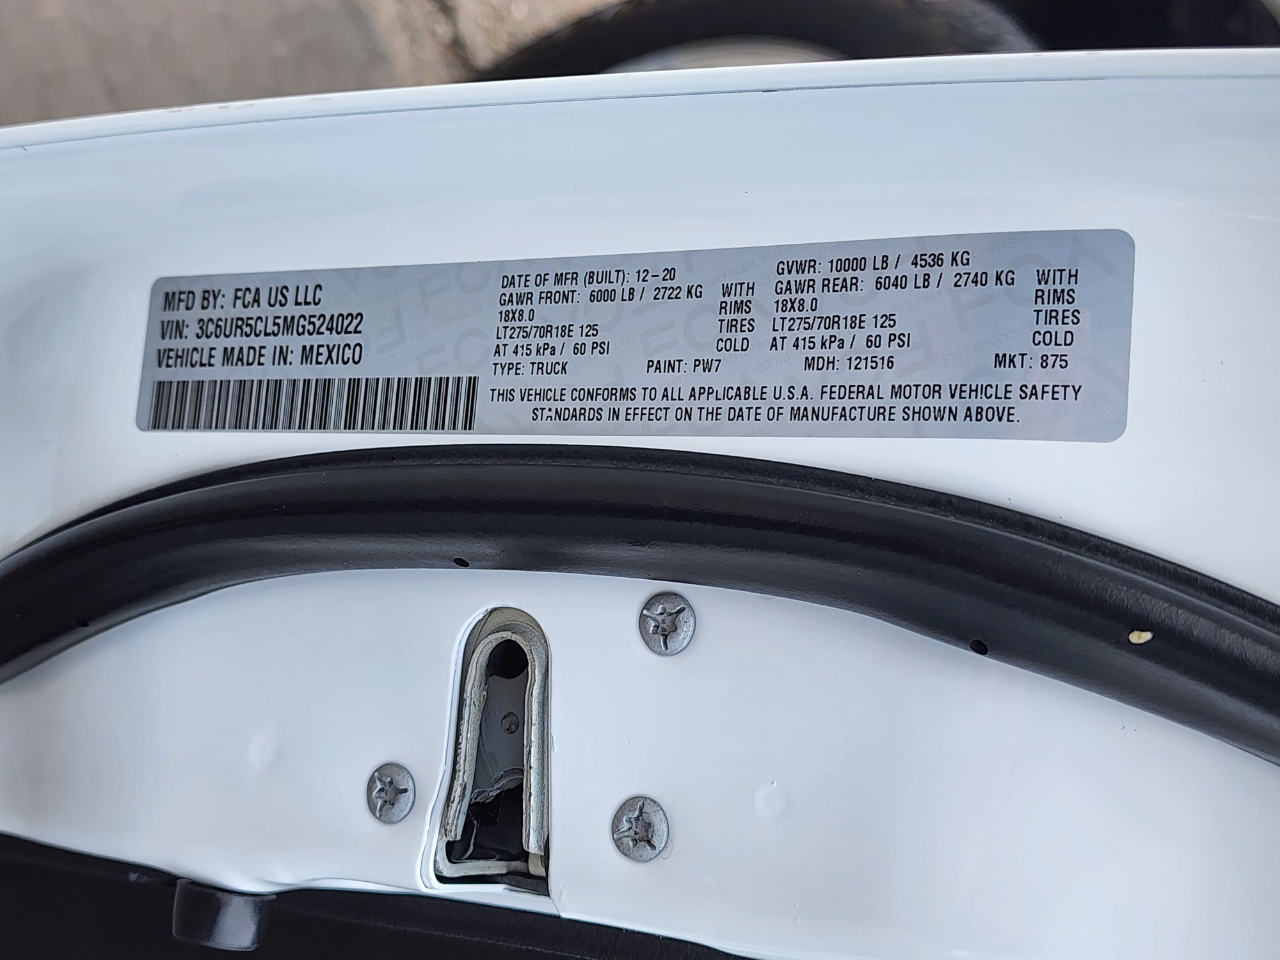 MFD BY: FCA US LLC
VIN: 3C6UR5CL5MG524022
VEHICLE MADE IN: MEXICO
DATE OF MFR (BUILT): 12-20
GAWR FRONT: 6000 LB / 2722 KG WITH
18X8.0 RIMS
LT275/70R18E 125 TIRES
AT 415 kPa / 60 PSI COLD
TYPE: TRUCK PAINT: PW7
GVWR: 10000 LB / 4536 KG
GAWR REAR: 6040 LB / 2740 KG WITH
18X8.0 RIMS
LT275/70R18E 125 TIRES
AT 415 kPa / 60 PSI COLD
MDH: 121516 MKT: 875
THIS VEHICLE CONFORMS TO ALL APPLICABLE U.S.A. FEDERAL MOTOR VEHICLE SAFETY
STANDARDS IN EFFECT ON THE DATE OF MANUFACTURE SHOWN ABOVE.